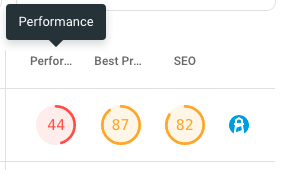 Performance
Perfor... Best Pr... SEO
44 87 82